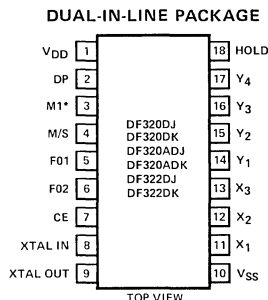 DUAL-IN-LINE PACKAGE
VDD 1 18 HOLD
DP 2 17 Y4
M1* 3 16 Y3
M/S 4 15 Y2
F01 5 14 Y1
F02 6 13 X3
CE 7 12 X2
XTAL IN 8 11 X1
XTAL OUT 9 10 VSS
DF320DJ
DF320DK
DF320ADJ
DF320ADK
DF322DJ
DF322DK
TOP VIEW